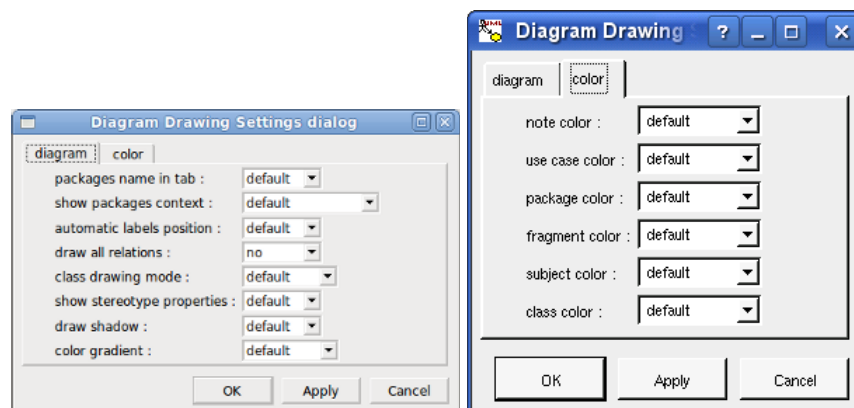 Diagram Drawing Settings dialog
diagram color
packages name in tab : default
show packages context : default
automatic labels position : default
draw all relations : no
class drawing mode : default
show stereotype properties : default
draw shadow : default
color gradient : default
OK Apply Cancel
Diagram Drawing
diagram color
note color : default
use case color : default
package color : default
fragment color : default
subject color : default
class color : default
OK Apply Cancel